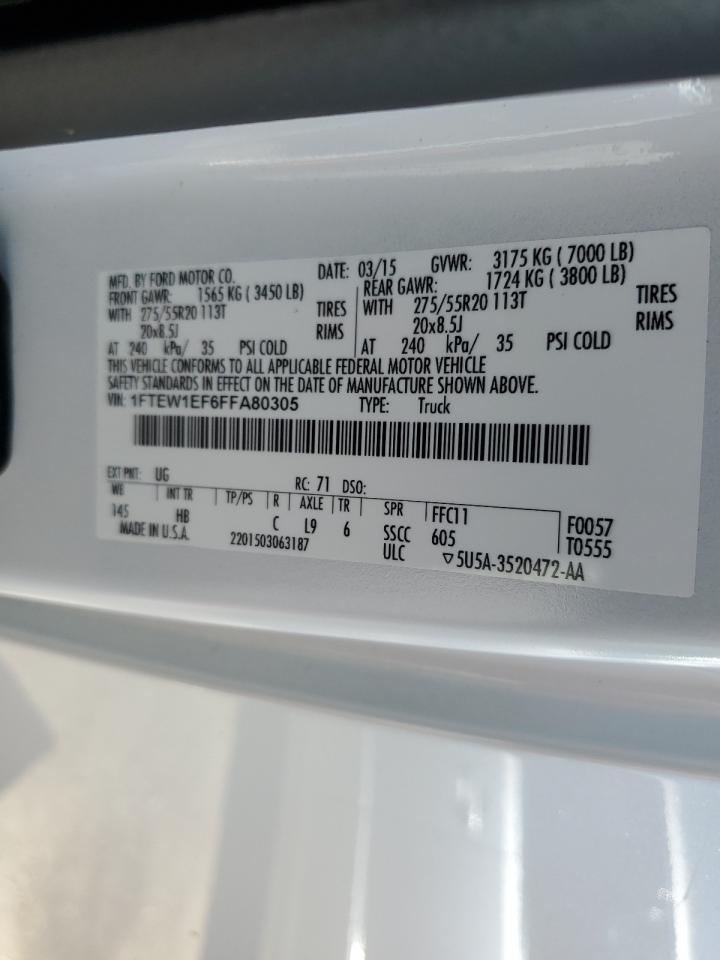 MFD. BY FORD MOTOR CO. DATE: 03/15 GVWR: 3175 KG ( 7000 LB)
FRONT GAWR: 1565 KG ( 3450 LB) REAR GAWR: 1724 KG ( 3800 LB)
WITH 275/55R20 113T TIRES WITH 275/55R20 113T TIRES
20x8.5J RIMS 20x8.5J RIMS
AT 240 kPa/ 35 PSI COLD AT 240 kPa/ 35 PSI COLD
THIS VEHICLE CONFORMS TO ALL APPLICABLE FEDERAL MOTOR VEHICLE
SAFETY STANDARDS IN EFFECT ON THE DATE OF MANUFACTURE SHOWN ABOVE.
VIN: 1FTEW1EF6FFA80305 TYPE: Truck
EXT PNT: UG RC: 71 DSO:
WB INT TR TP/PS R AXLE TR SPR FFC11 F0057
145 HB C L9 6 SSCC 605 T0555
MADE IN U.S.A. 2201503063187 ULC ▽5U5A-3520472-AA